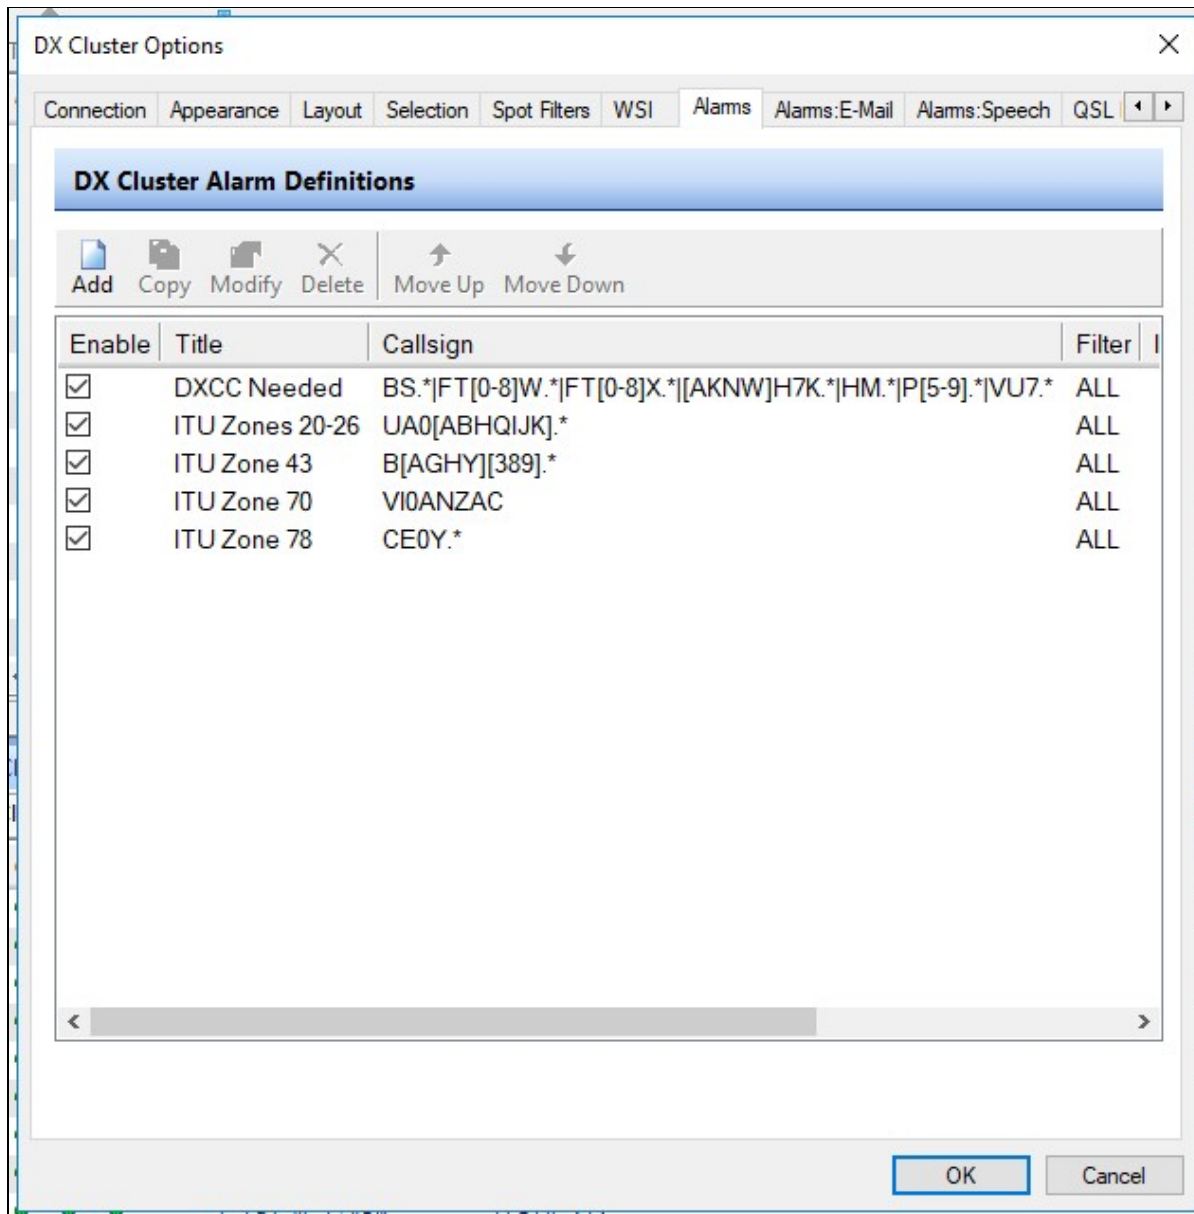 DX Cluster Options
Connection Appearance Layout Selection Spot Filters WSI Alarms Alarms:E-Mail Alarms:Speech QSL
DX Cluster Alarm Definitions
Add Copy Modify Delete Move Up Move Down
Enable Title Callsign Filter
DXCC Needed BS.*|FT[0-8]W.*|FT[0-8]X.*|[AKNW]H7K.*|HM.*|P[5-9].*|VU7.* ALL
ITU Zones 20-26 UA0[ABHQIJK].* ALL
ITU Zone 43 B[AGHY][389].* ALL
ITU Zone 70 VI0ANZAC ALL
ITU Zone 78 CE0Y.* ALL
OK Cancel